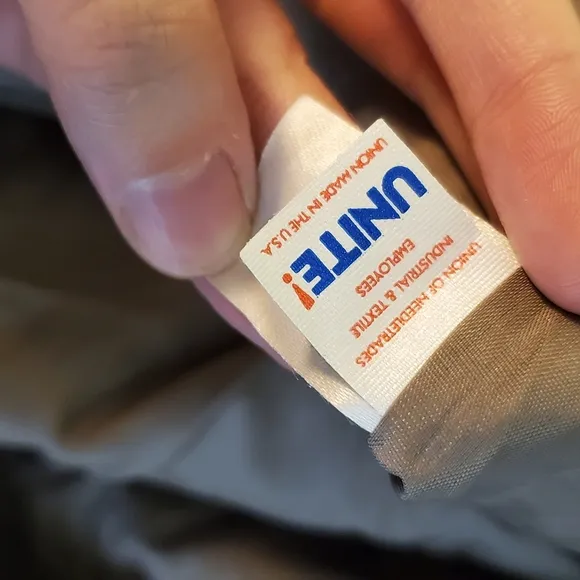 UNION MADE IN THE U.S.A
UNITE!
EMPLOYEES
INDUSTRIAL & TEXTILE
UNION OF NEEDLETRADES